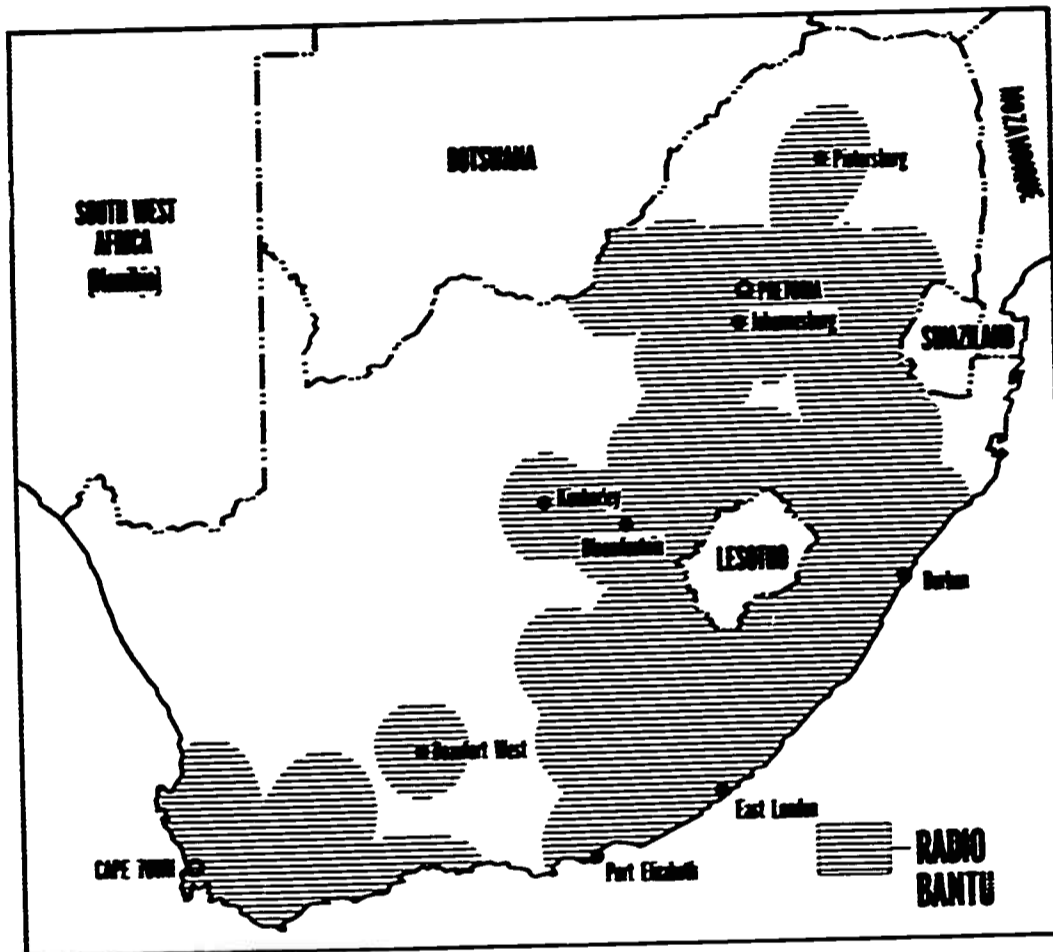 MOZAMBIQUE
BOTSWANA
Pietersburg
SOUTH WEST
AFRICA
(Namibia)
PRETORIA
Johannesburg
SWAZILAND
Kimberley
Bloemfontein
LESOTHO
Durban
Beaufort West
East London
CAPE TOWN
Port Elizabeth
RADIO
BANTU